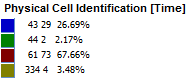 Physical Cell Identification [Time]
43 29 26.69%
44 2 2.17%
61 73 67.66%
334 4 3.48%